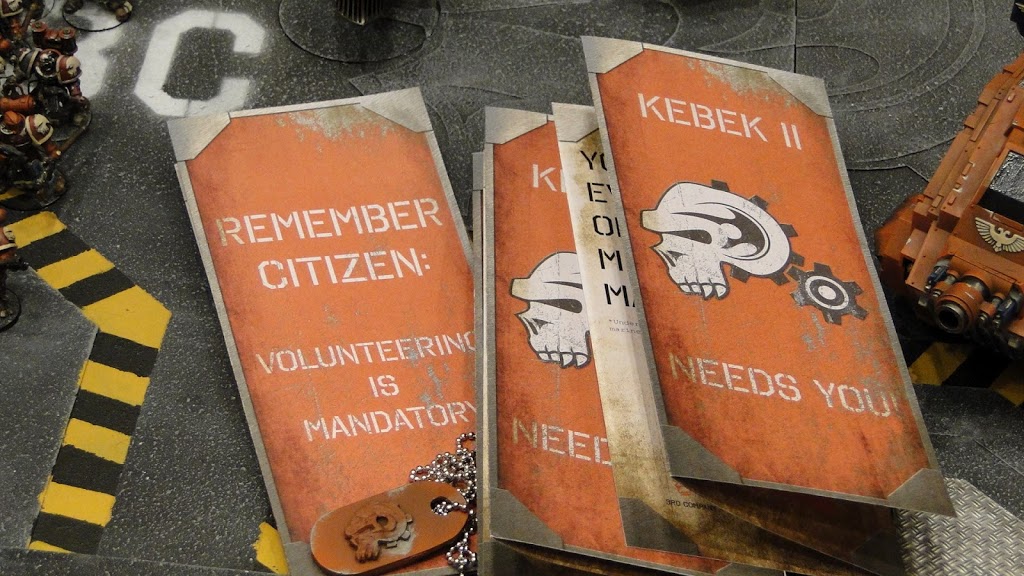 C
REMEMBER
CITIZEN:
VOLUNTEERING
IS
MANDATORY
KEBEK II
NEEDS YOU!